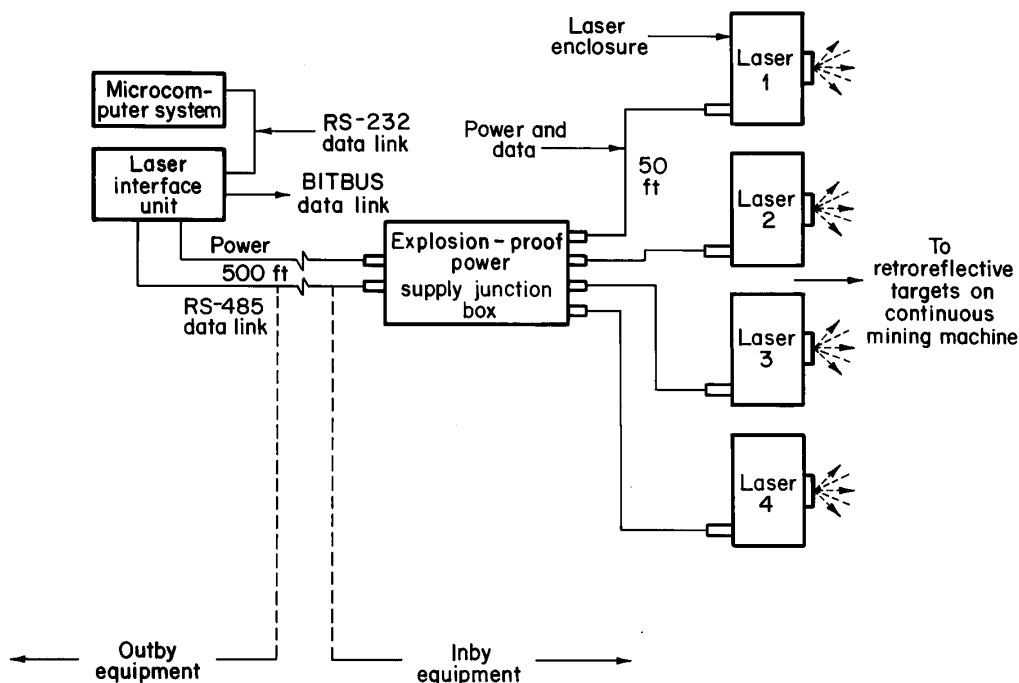 Microcom-
puter system
RS-232
data link
Laser
interface
unit
BITBUS
data link
Power
500 ft
RS-485
data link
Explosion-proof
power
supply junction
box
Laser
enclosure
Power and
data
50
ft
Laser
1
Laser
2
Laser
3
Laser
4
To
retroreflective
targets on
continuous
mining machine
Outby
equipment
Inby
equipment